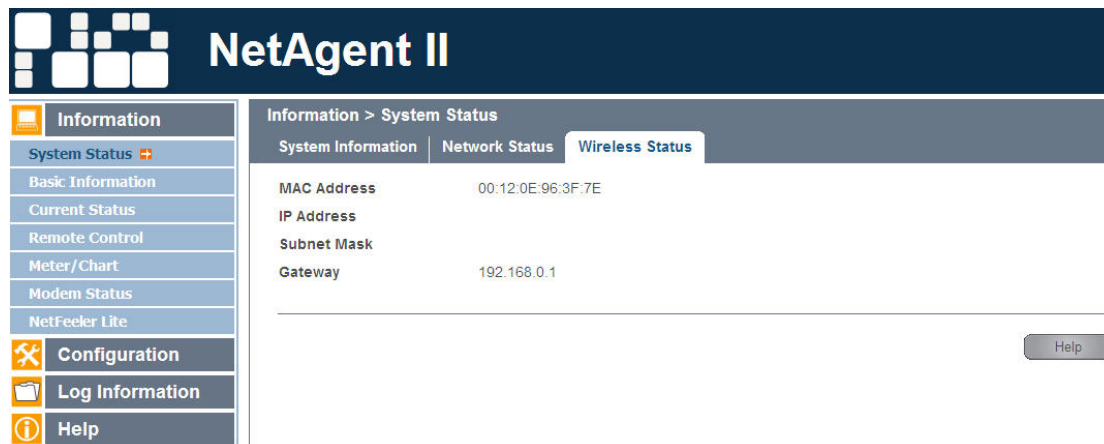 NetAgent II
Information
System Status
Basic Information
Current Status
Remote Control
Meter/Chart
Modem Status
NetFeeler Lite
Configuration
Log Information
Help
Information > System Status
System Information Network Status Wireless Status
MAC Address 00:12:0E:96:3F:7E
IP Address
Subnet Mask
Gateway 192.168.0.1
Help